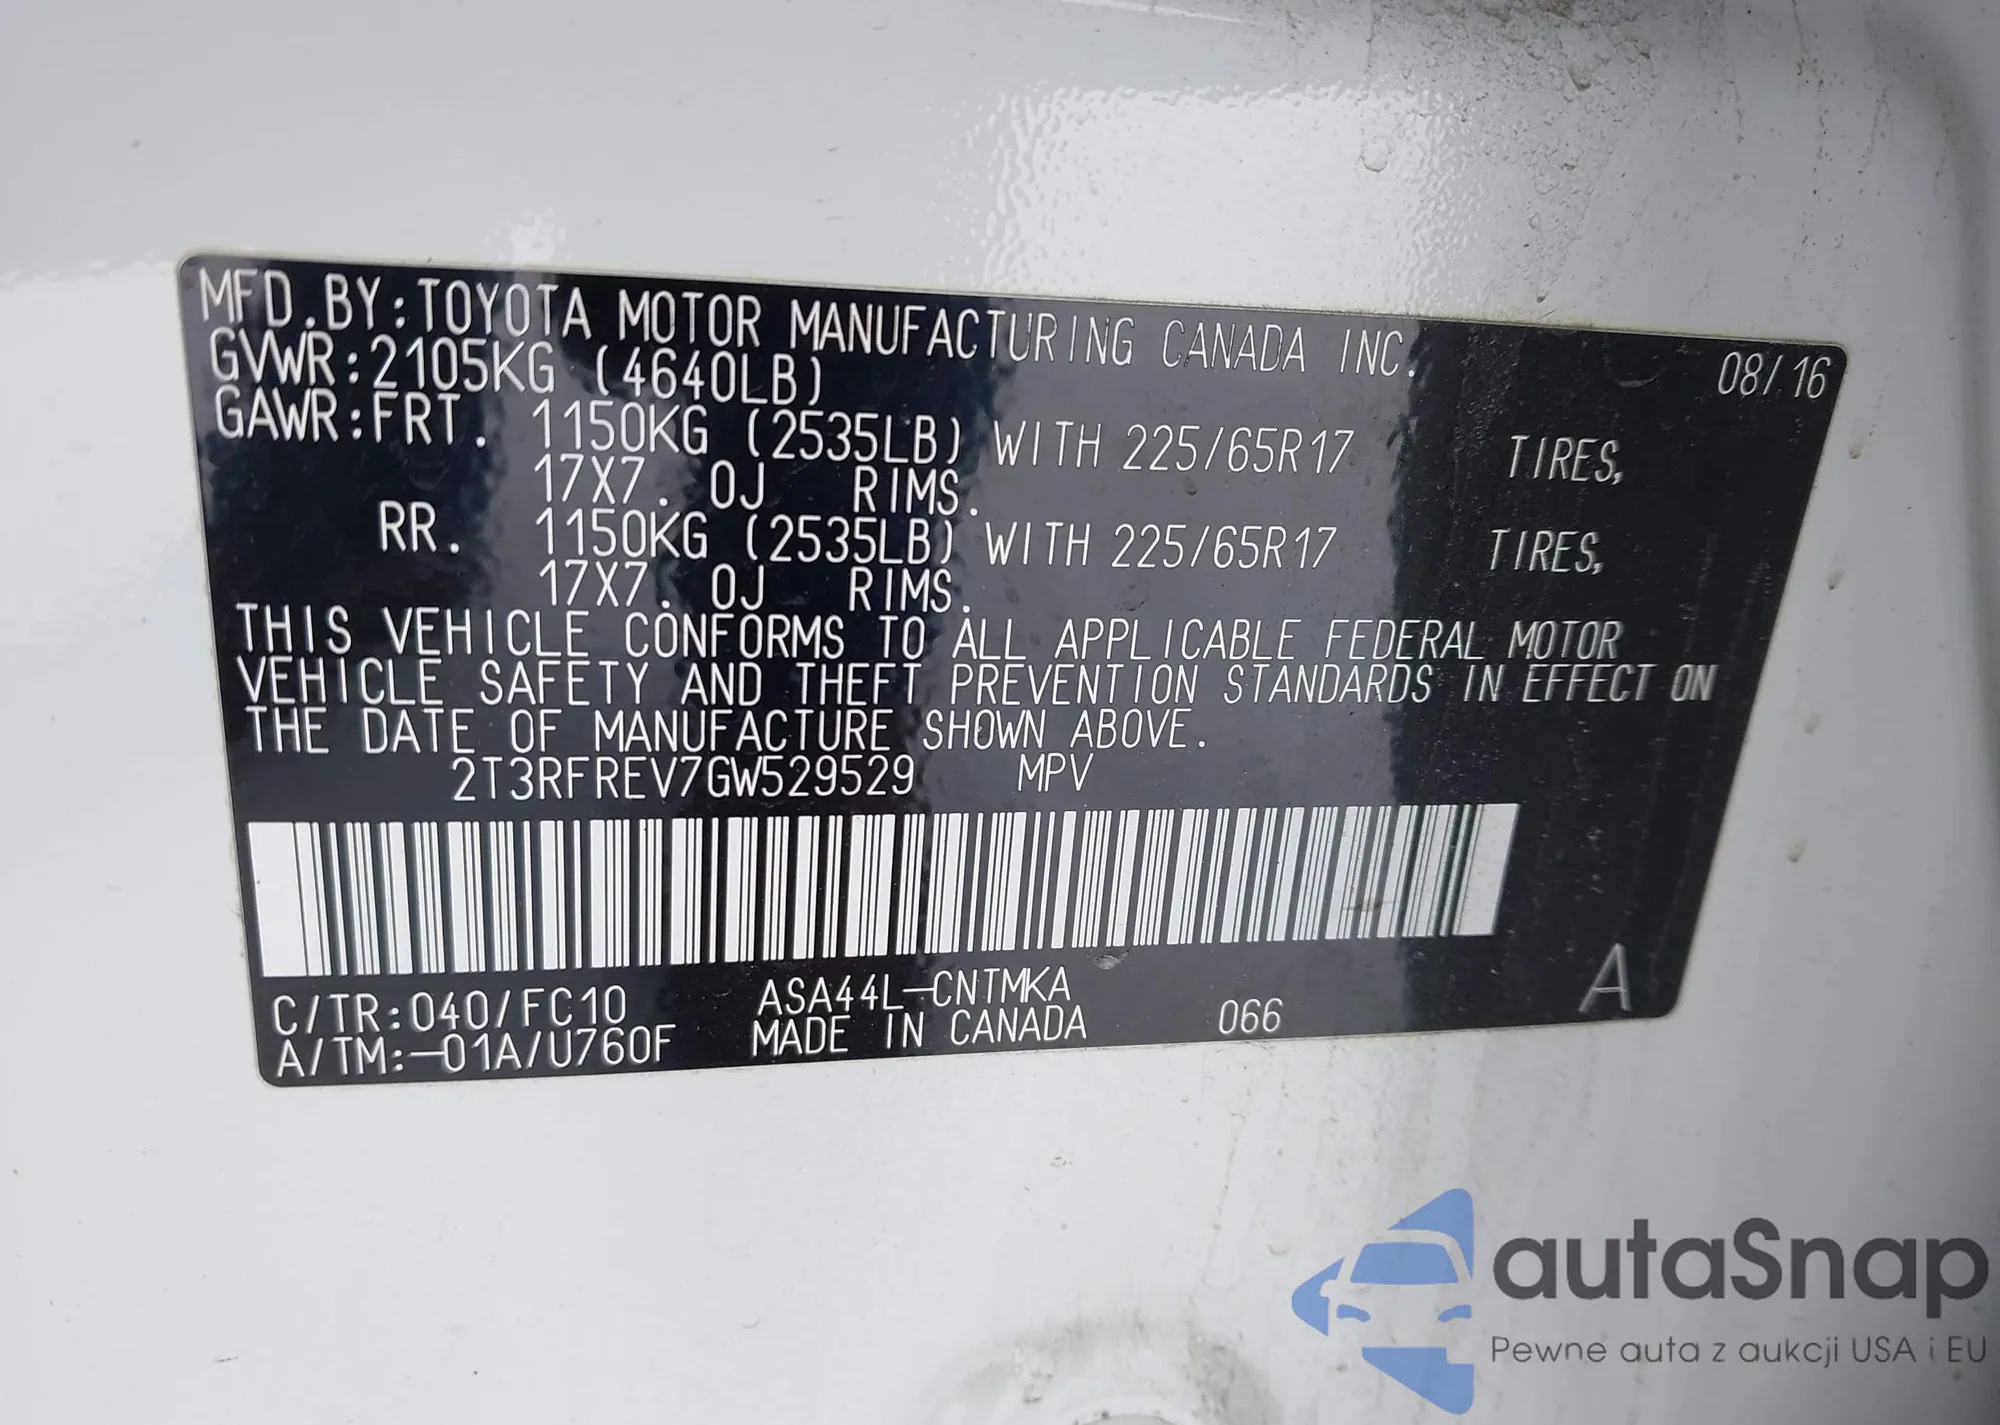 MFD.BY:TOYOTA MOTOR MANUFACTURING CANADA INC. 08/16
GVWR:2105KG (4640LB)
GAWR:FRT. 1150KG (2535LB) WITH 225/65R17 TIRES,
17X7.0J RIMS.
RR. 1150KG (2535LB) WITH 225/65R17 TIRES,
17X7.0J RIMS.
THIS VEHICLE CONFORMS TO ALL APPLICABLE FEDERAL MOTOR
VEHICLE SAFETY AND THEFT PREVENTION STANDARDS IN EFFECT ON
THE DATE OF MANUFACTURE SHOWN ABOVE.
2T3RFREV7GW529529 MPV
C/TR:040/FC10 ASA44L-CNTMKA
A/TM:-01A/U760F MADE IN CANADA 066 A
autaSnap
Pewne auta z aukcji USA i EU